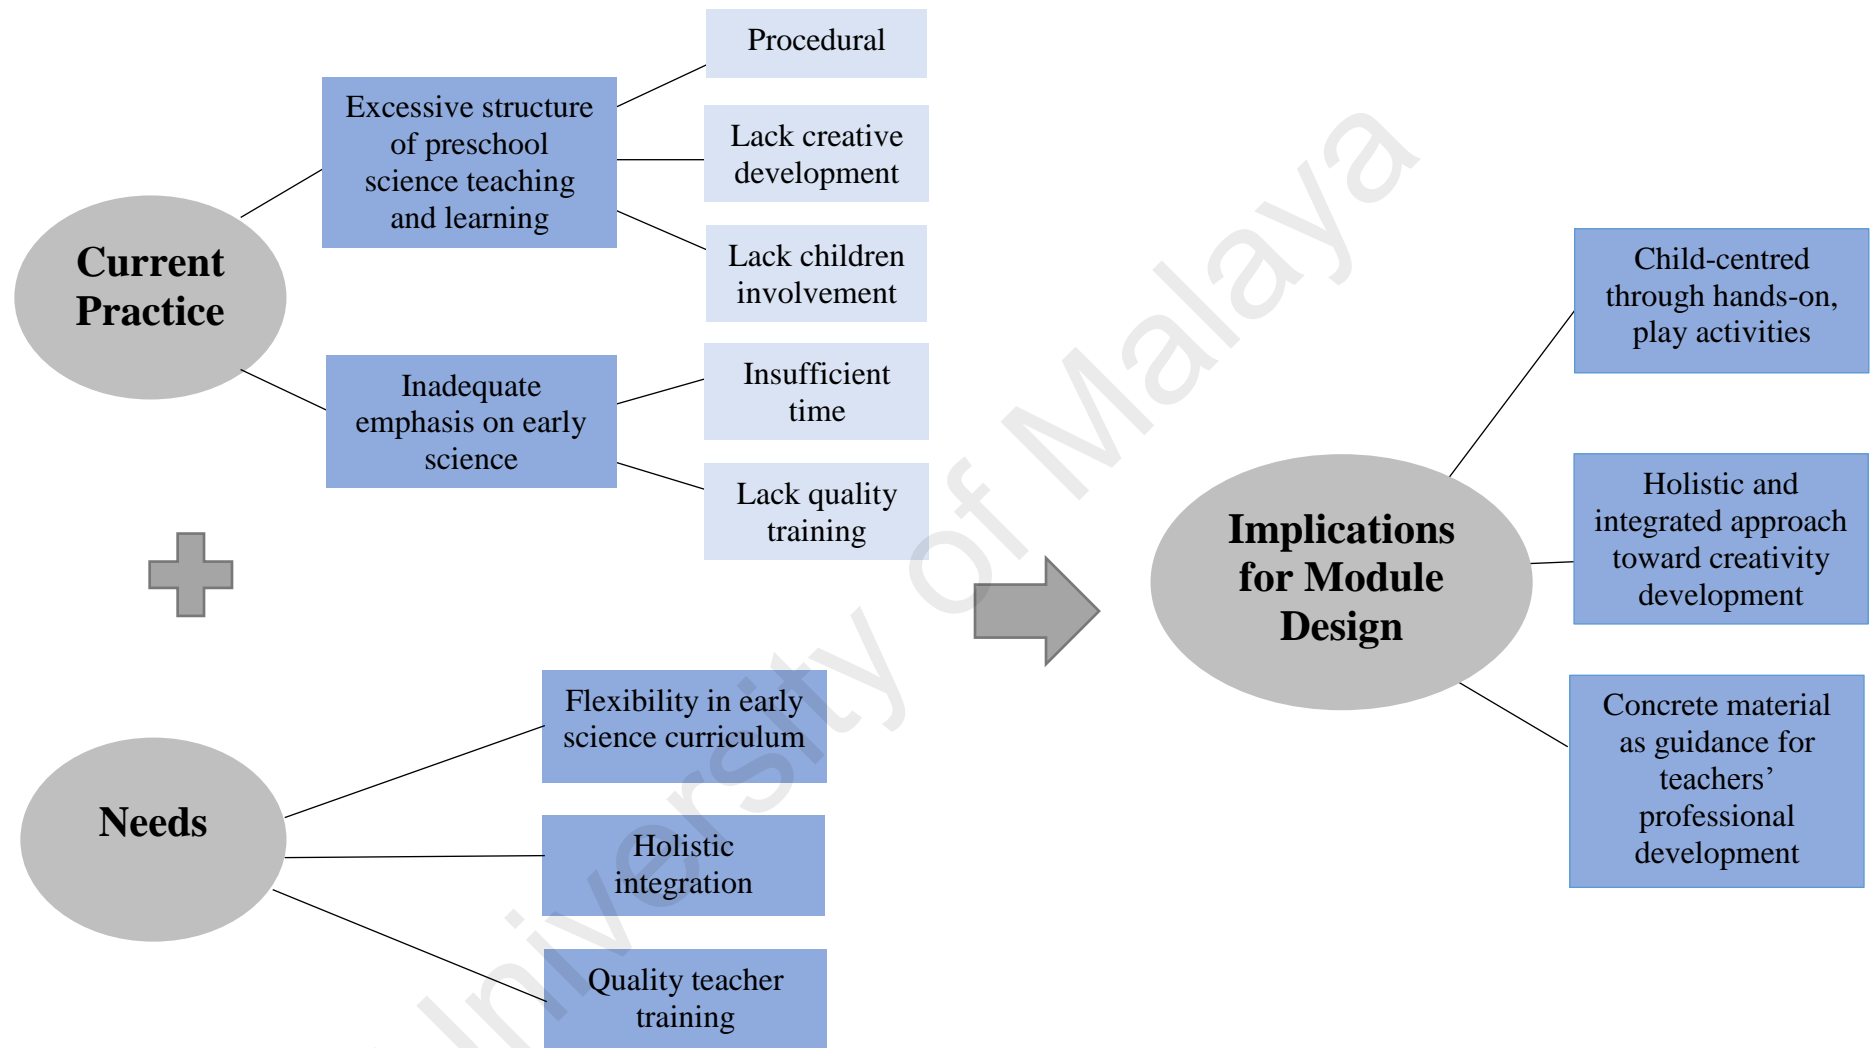 Current
Practice
Excessive structure
of preschool
science teaching
and learning
Procedural
Lack creative
development
Lack children
involvement
Inadequate
emphasis on early
science
Insufficient
time
Lack quality
training
Needs
Flexibility in early
science curriculum
Holistic
integration
Quality teacher
training
Implications
for Module
Design
Child-centred
through hands-on,
play activities
Holistic and
integrated approach
toward creativity
development
Concrete material
as guidance for
teachers’
professional
development
University of Malaya